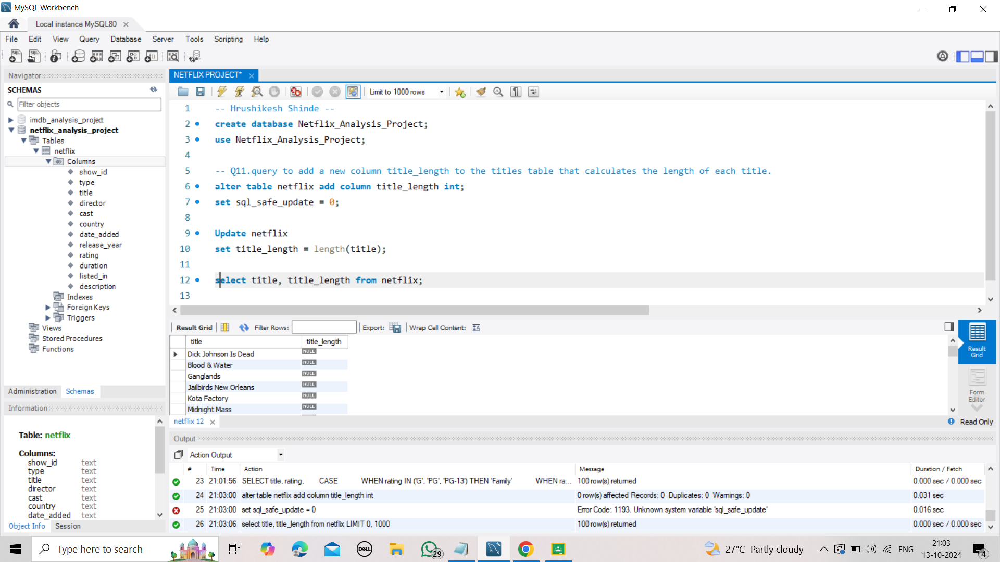 MySQL Workbench
Local instance MySQL80
File Edit View Query Database Server Tools Scripting Help
Navigator
SCHEMAS
Filter objects
imdb_analysis_project
netflix_analysis_project
Tables
netflix
Columns
show_id
type
title
director
cast
country
date_added
release_year
rating
duration
listed_in
description
Indexes
Foreign Keys
Triggers
Views
Stored Procedures
Functions
Administration Schemas
Information
Table: netflix
Columns:
show_id text
type text
title text
director text
cast text
country text
date_added text
Object Info Session
NETFLIX PROJECT*
Limit to 1000 rows
1 -- Hrushikesh Shinde --
2 create database Netflix_Analysis_Project;
3 use Netflix_Analysis_Project;
4
5 -- Q11.query to add a new column title_length to the titles table that calculates the length of each title.
6 alter table netflix add column title_length int;
7 set sql_safe_update = 0;
8
9 Update netflix
10 set title_length = length(title);
11
12 select title, title_length from netflix;
13
Result Grid Filter Rows: Export: Wrap Cell Content:
title title_length
Dick Johnson Is Dead NULL
Blood & Water NULL
Ganglands NULL
Jailbirds New Orleans NULL
Kota Factory NULL
Midnight Mass NULL
Result
Grid
Form
Editor
netflix 12
Read Only
Output
Action Output
# Time Action Message Duration / Fetch
23 21:01:56 SELECT title, rating, CASE WHEN rating IN ('G', 'PG', 'PG-13') THEN 'Family' WHEN ra... 100 row(s) returned 0.000 sec / 0.000 sec
24 21:03:00 alter table netflix add column title_length int 0 row(s) affected Records: 0 Duplicates: 0 Warnings: 0 0.031 sec
25 21:03:00 set sql_safe_update = 0 Error Code: 1193. Unknown system variable 'sql_safe_update' 0.016 sec
26 21:03:06 select title, title_length from netflix LIMIT 0, 1000 100 row(s) returned 0.000 sec / 0.000 sec
Type here to search
DELL
29
27°C Partly cloudy
ENG
21:03
13-10-2024
4